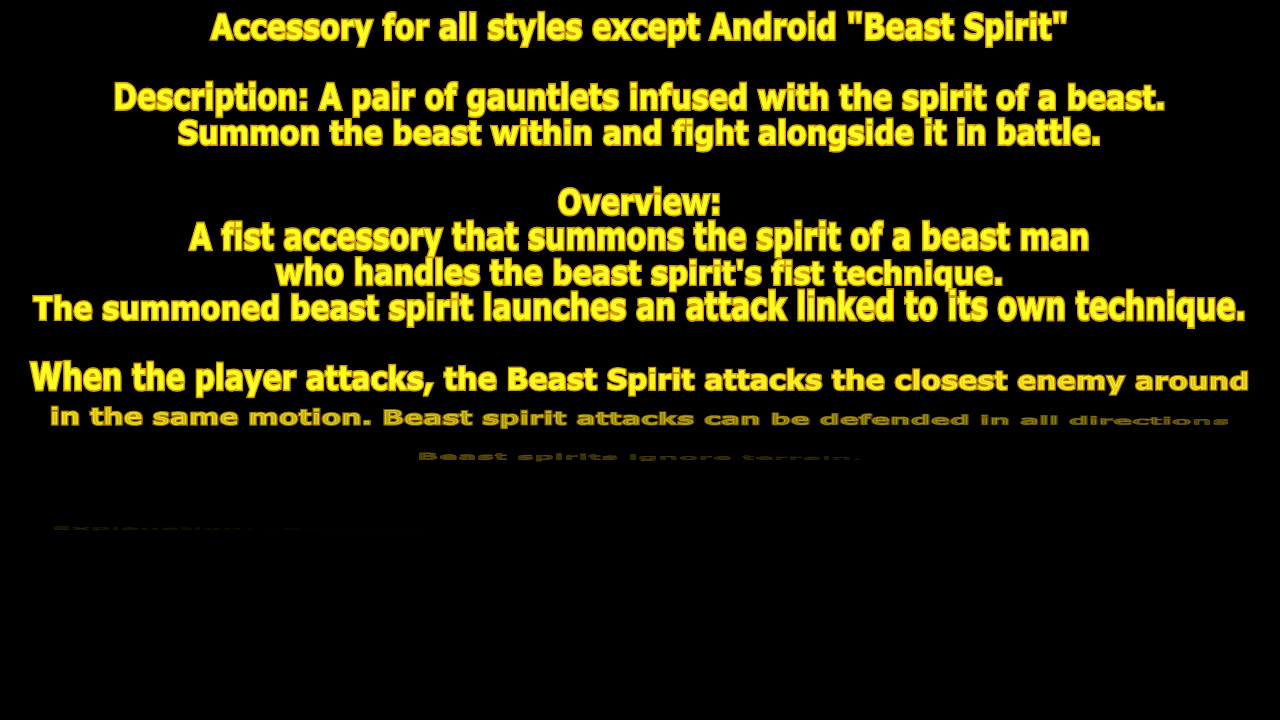 Accessory for all styles except Android "Beast Spirit"
Description: A pair of gauntlets infused with the spirit of a beast.
Summon the beast within and fight alongside it in battle.
Overview:
A fist accessory that summons the spirit of a beast man
who handles the beast spirit's fist technique.
The summoned beast spirit launches an attack linked to its own technique.
When the player attacks, the Beast Spirit attacks the closest enemy around
in the same motion. Beast spirit attacks can be defended in all directions
Beast spirits ignore terrain.